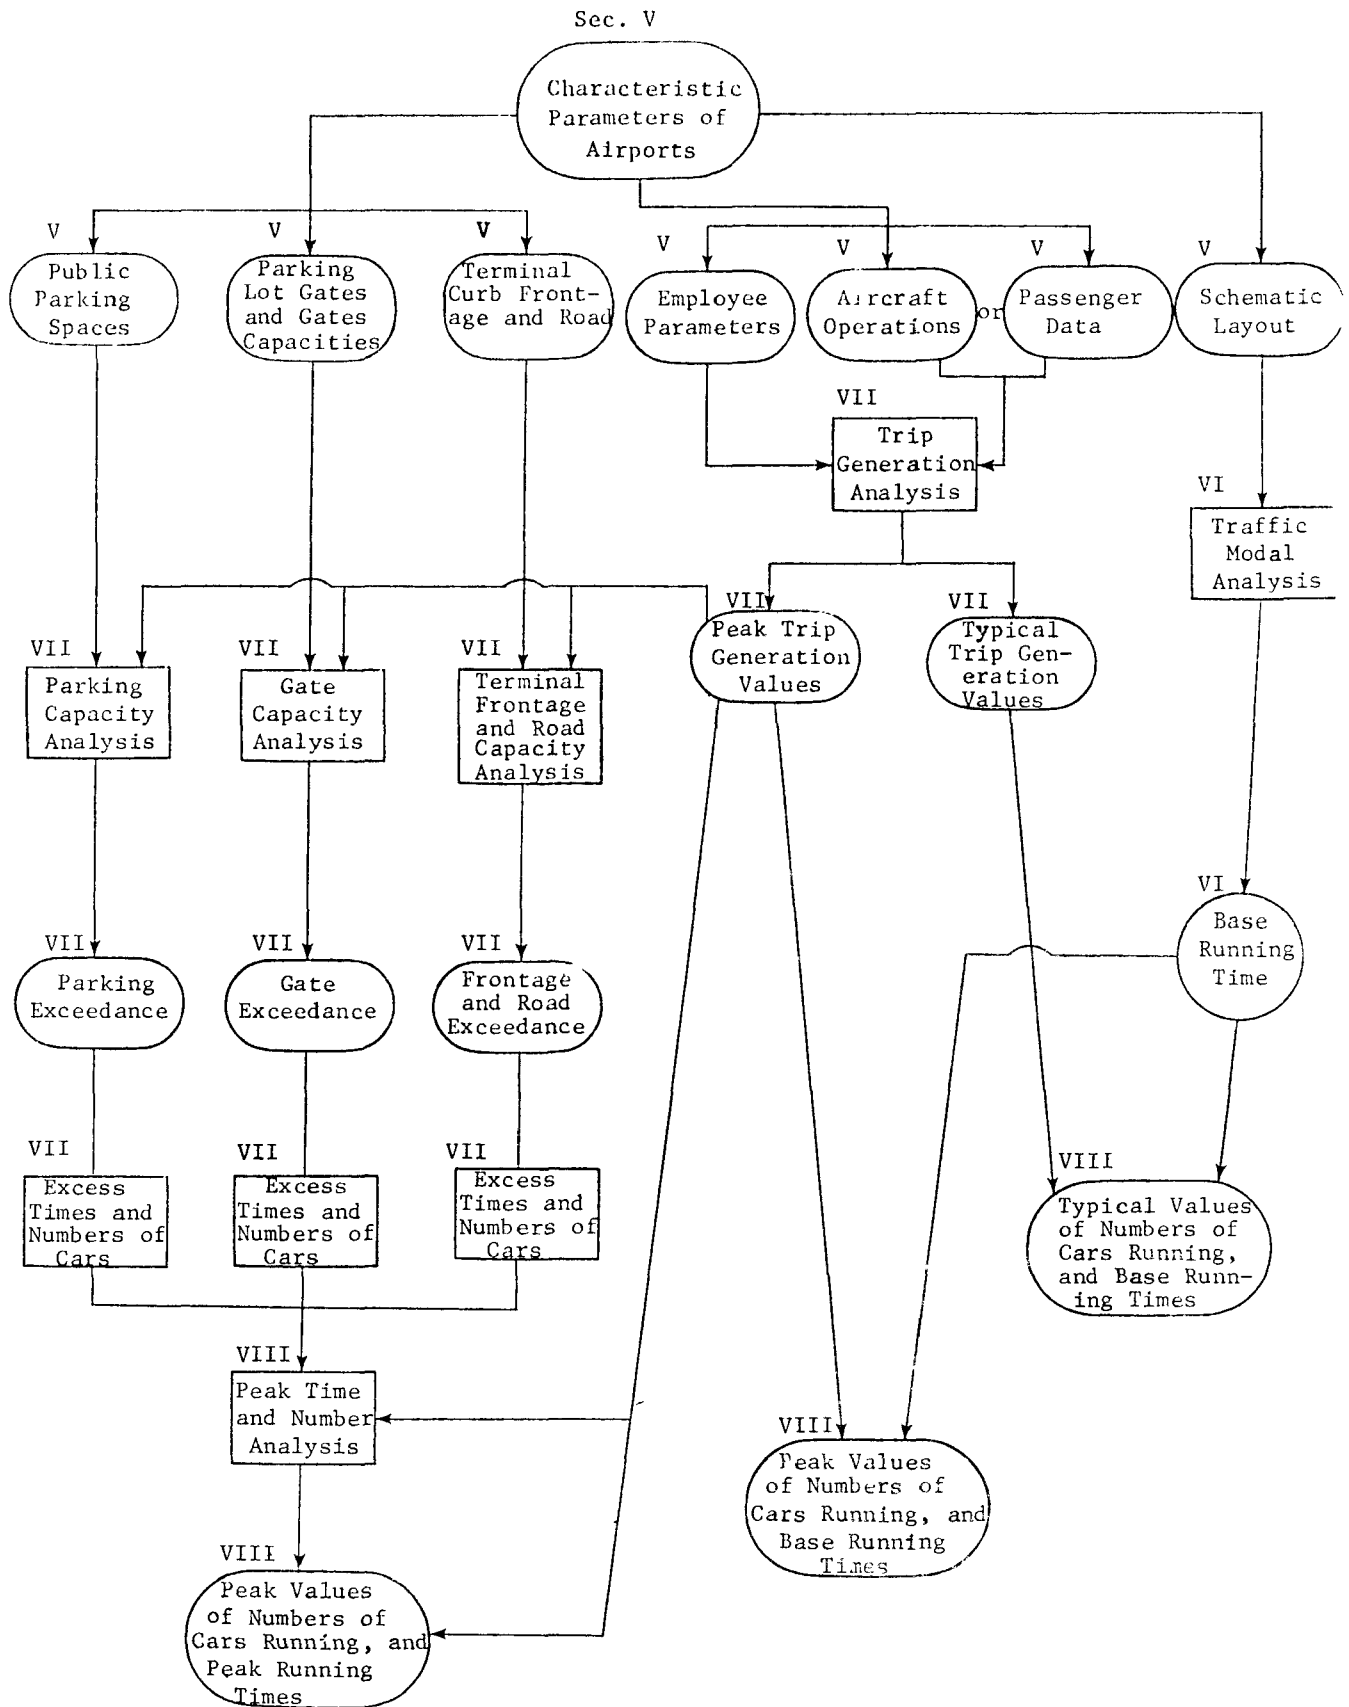 Sec. V
Characteristic
Parameters of
Airports
V
Public
Parking
Spaces
V
Parking
Lot Gates
and Gates
Capacities
V
Terminal
Curb Front-
age and Road
V
Employee
Parameters
V
Aircraft
Operations
or
V
Passenger
Data
V
Schematic
Layout
VII
Trip
Generation
Analysis
VI
Traffic
Modal
Analysis
VII
Peak Trip
Generation
Values
VII
Typical
Trip Gen-
eration
Values
VII
Parking
Capacity
Analysis
VII
Gate
Capacity
Analysis
VII
Terminal
Frontage
and Road
Capacity
Analysis
VI
Base
Running
Time
VII
Parking
Exceedance
VII
Gate
Exceedance
VII
Frontage
and Road
Exceedance
VII
Excess
Times and
Numbers of
Cars
VII
Excess
Times and
Numbers of
Cars
VII
Excess
Times and
Numbers of
Cars
VIII
Typical Values
of Numbers of
Cars Running,
and Base Runn-
ing Times
VIII
Peak Time
and Number
Analysis
VIII
Peak Values
of Numbers of
Cars Running, and
Base Running
Times
VIII
Peak Values
of Numbers of
Cars Running, and
Peak Running
Times